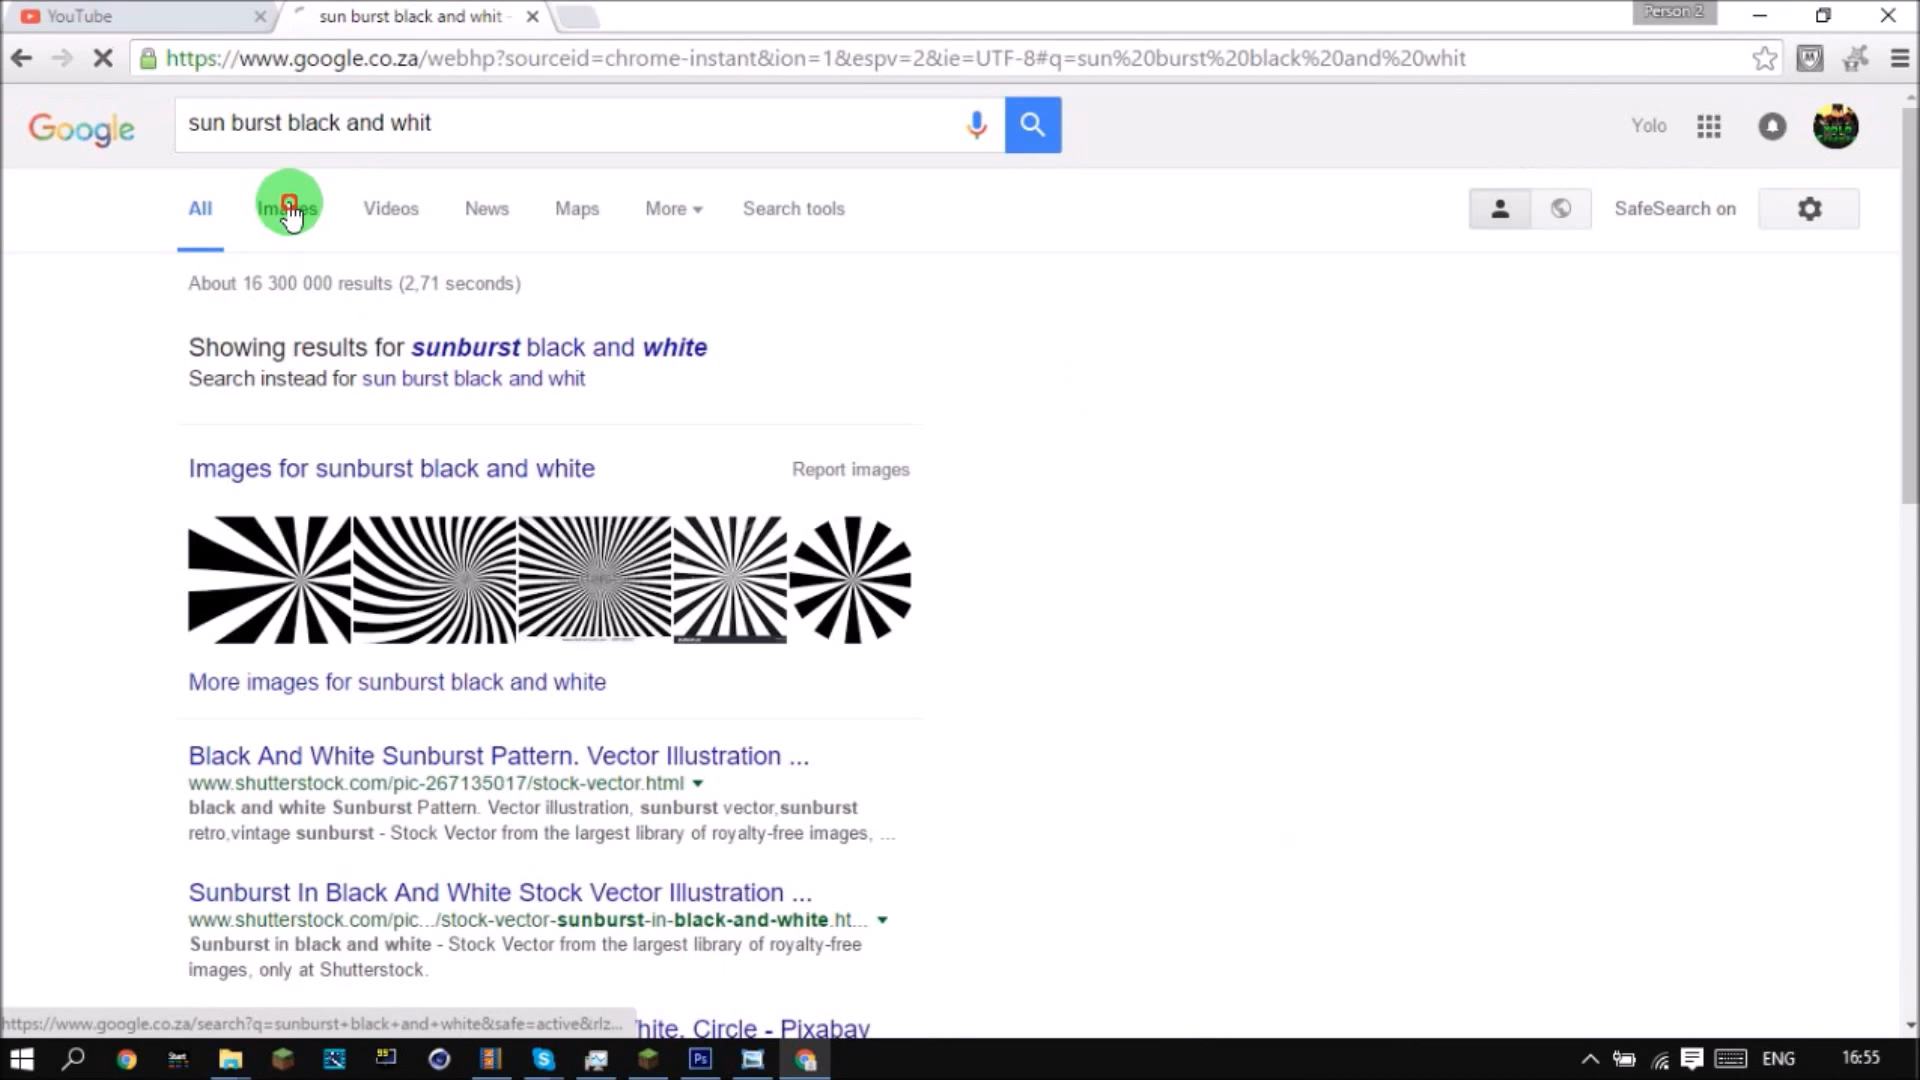 YouTube
sun burst black and whit -
Person 2
https://www.google.co.za/webhp?sourceid=chrome-instant&ion=1&espv=2&ie=UTF-8#q=sun%20burst%20black%20and%20whit
Google
sun burst black and whit
Yolo
All
Images
Videos
News
Maps
More
Search tools
SafeSearch on
About 16 300 000 results (2,71 seconds)
Showing results for sunburst black and white
Search instead for sun burst black and whit
Images for sunburst black and white
Report images
More images for sunburst black and white
Black And White Sunburst Pattern. Vector Illustration ...
www.shutterstock.com/pic-267135017/stock-vector.html
black and white Sunburst Pattern. Vector illustration, sunburst vector,sunburst
retro,vintage sunburst - Stock Vector from the largest library of royalty-free images, ...
Sunburst In Black And White Stock Vector Illustration ...
www.shutterstock.com/pic.../stock-vector-sunburst-in-black-and-white.ht...
Sunburst in black and white - Stock Vector from the largest library of royalty-free
images, only at Shutterstock.
hite, Circle - Pixabay
https://www.google.co.za/search?q=sunburst+black+and+white&safe=active&rlz...
Start
99
Ps
ENG
16:55